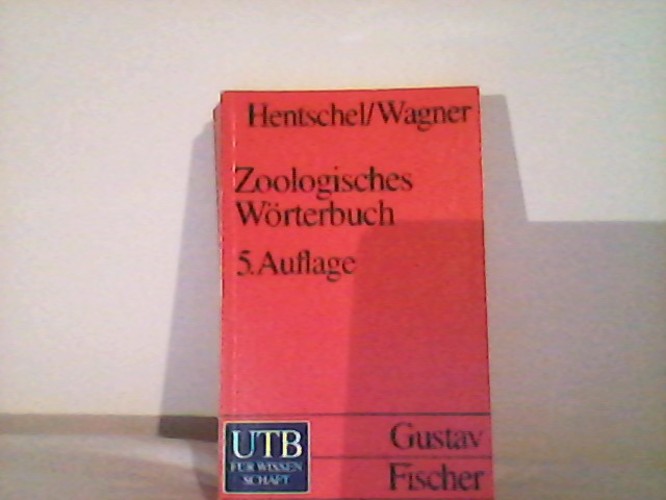 Hentschel/Wagner
Zoologisches
Wörterbuch
5. Auflage
UTB
FÜR WISSEN
SCHAFT
Gustav
Fischer